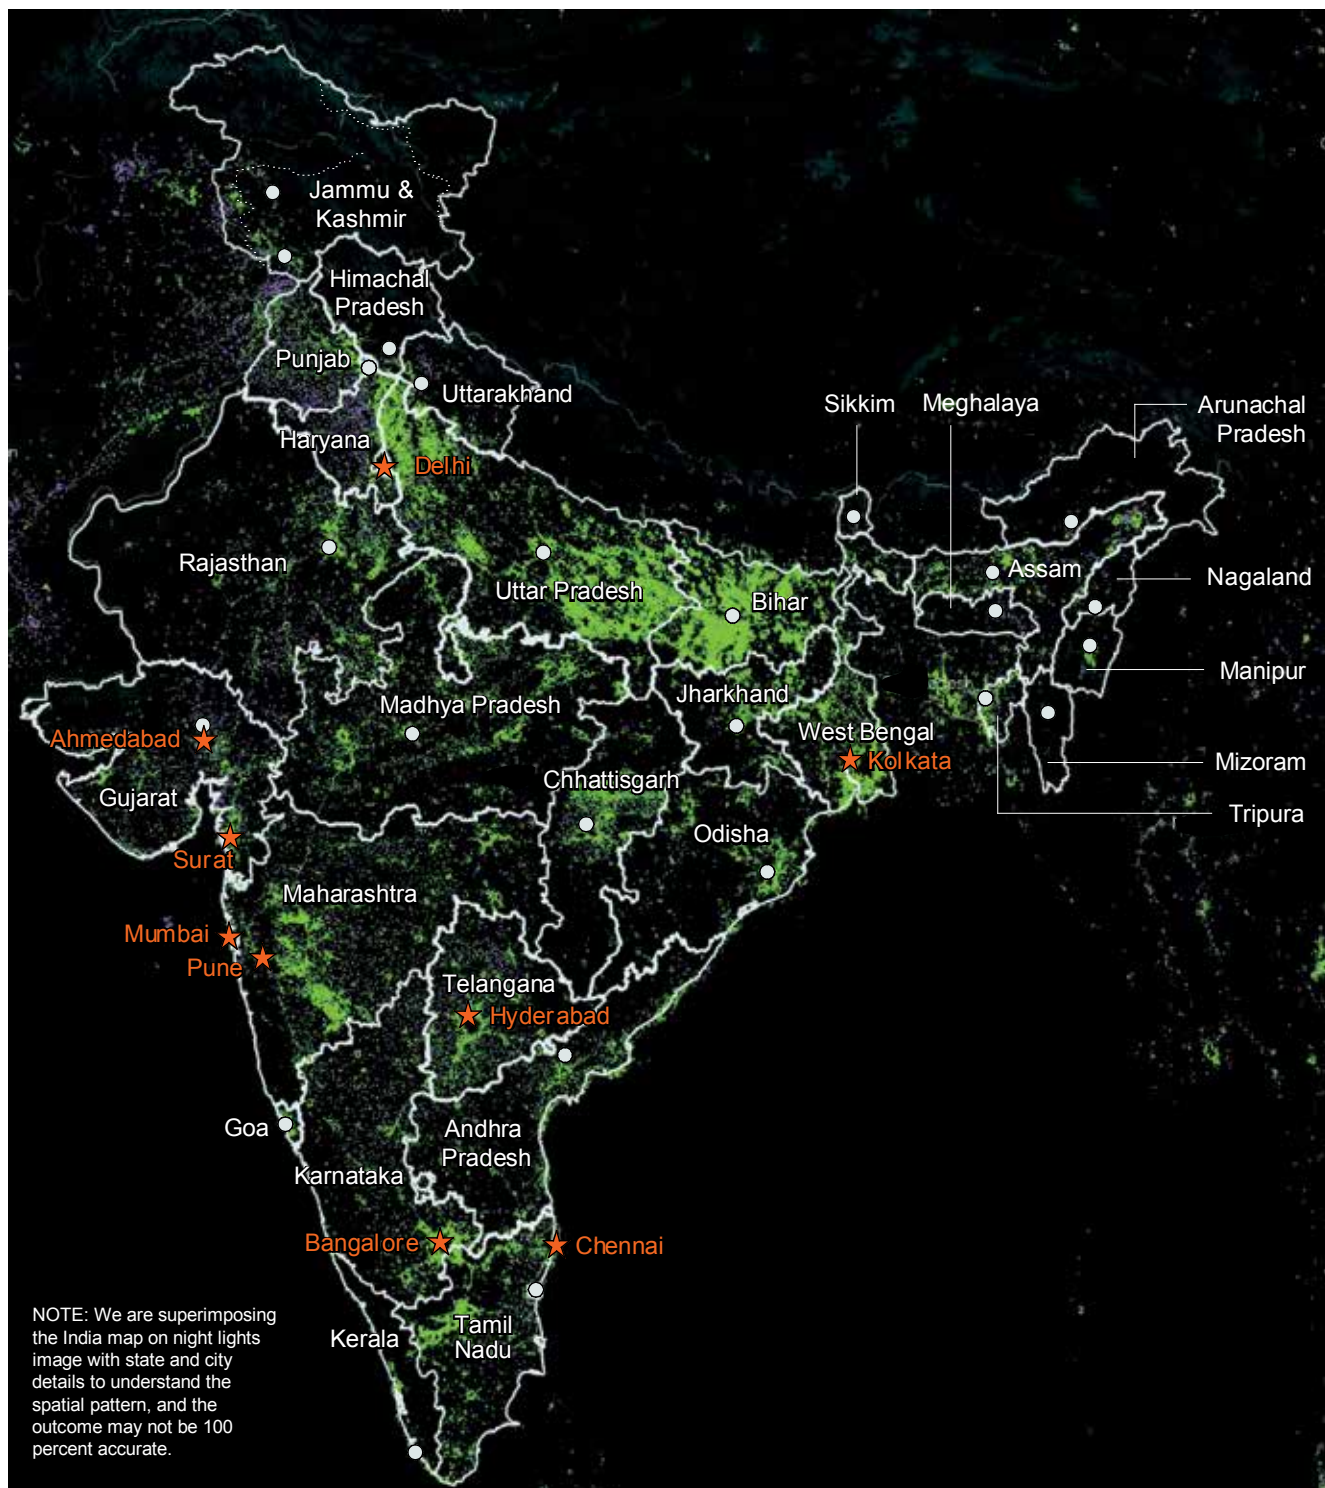 Jammu &
Kashmir
Himachal
Pradesh
Punjab
Uttarakhand
Haryana
Delhi
Sikkim
Meghalaya
Arunachal
Pradesh
Rajasthan
Uttar Pradesh
Bihar
Assam
Nagaland
Manipur
Madhya Pradesh
Jharkhand
West Bengal
Kolkata
Mizoram
Tripura
Ahmedabad
Gujarat
Chhattisgarh
Odisha
Surat
Maharashtra
Mumbai
Pune
Telangana
Hyderabad
Goa
Andhra
Pradesh
Karnataka
Bangalore
Chennai
Kerala
Tamil
Nadu
NOTE: We are superimposing
the India map on night lights
image with state and city
details to understand the
spatial pattern, and the
outcome may not be 100
percent accurate.